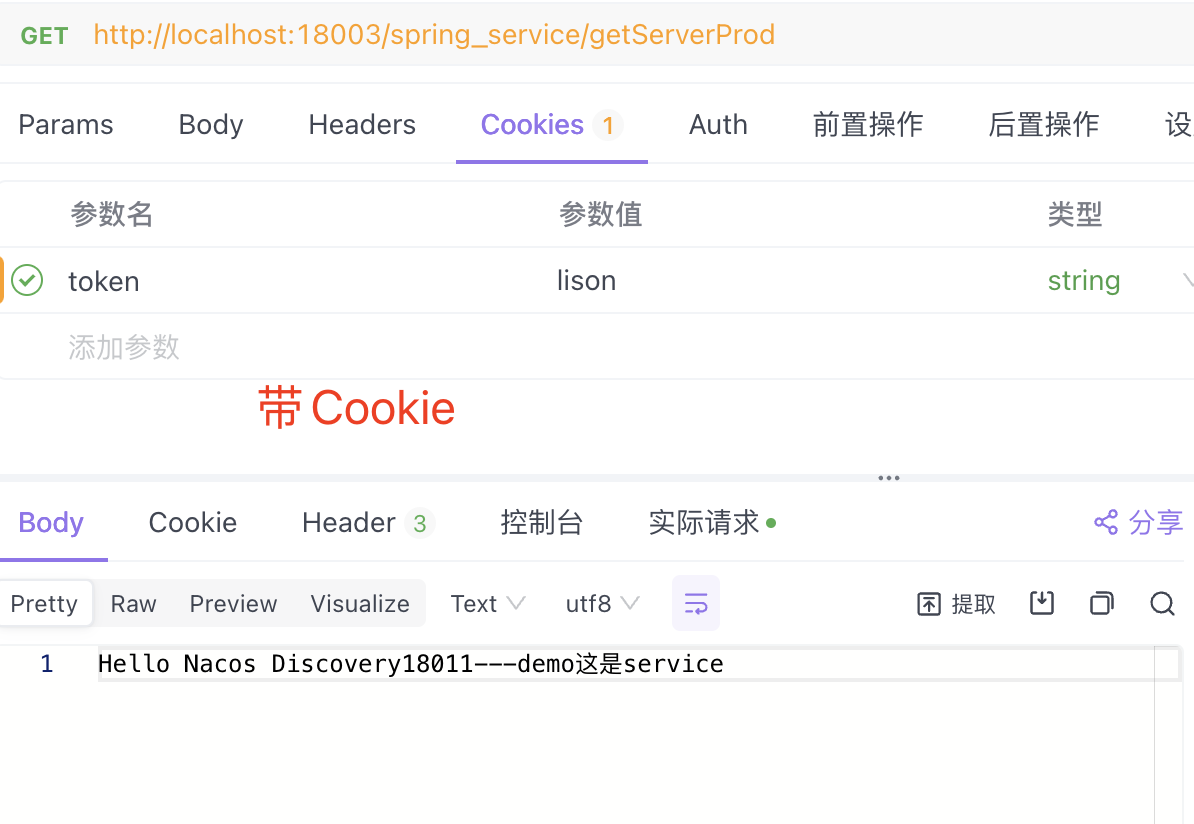 GET http://localhost:18003/spring_service/getServerProd
Params Body Headers Cookies 1 Auth 前置操作 后置操作
参数名 参数值 类型
token lison string
添加参数
带 Cookie
Body Cookie Header 3 控制台 实际请求 分享
Pretty Raw Preview Visualize Text utf8 提取
1 Hello Nacos Discovery18011---demo这是service